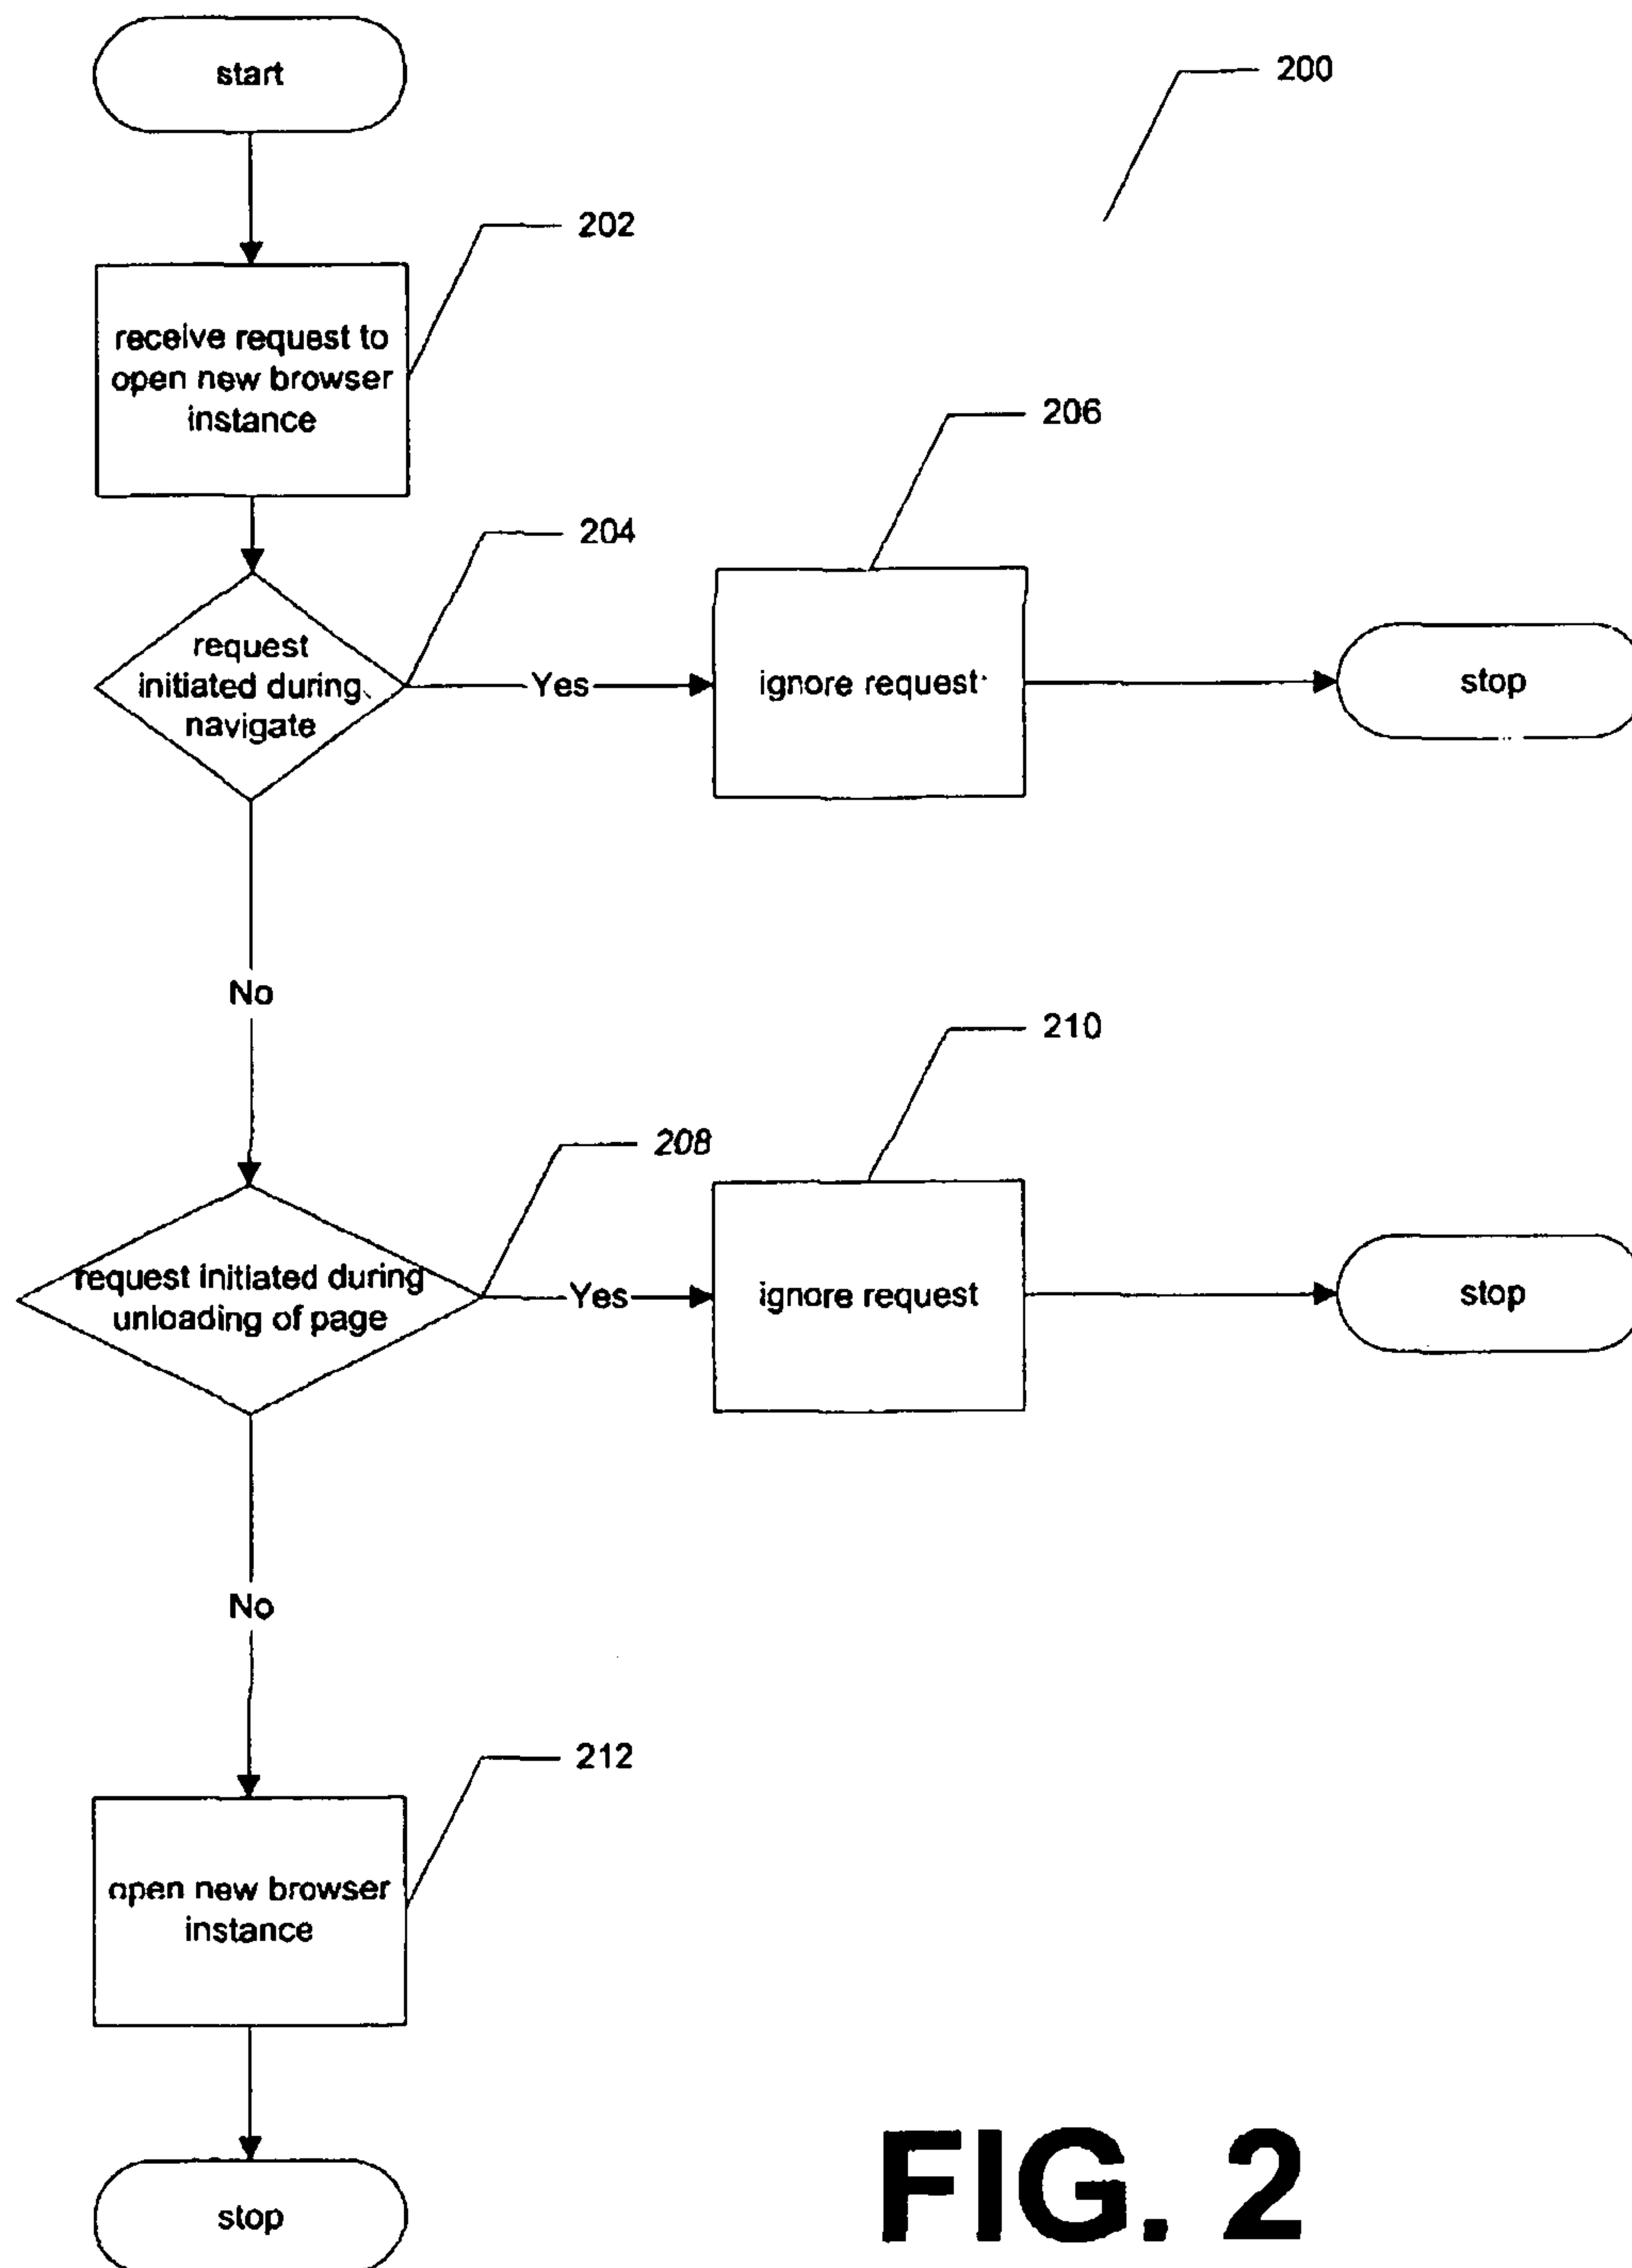 start
200
202
receive request to
open new browser
instance
206
204
request
initiated during
navigate
Yes
ignore request
stop
No
210
208
request initiated during
unloading of page
Yes
ignore request
stop
No
212
open new browser
instance
stop
FIG. 2